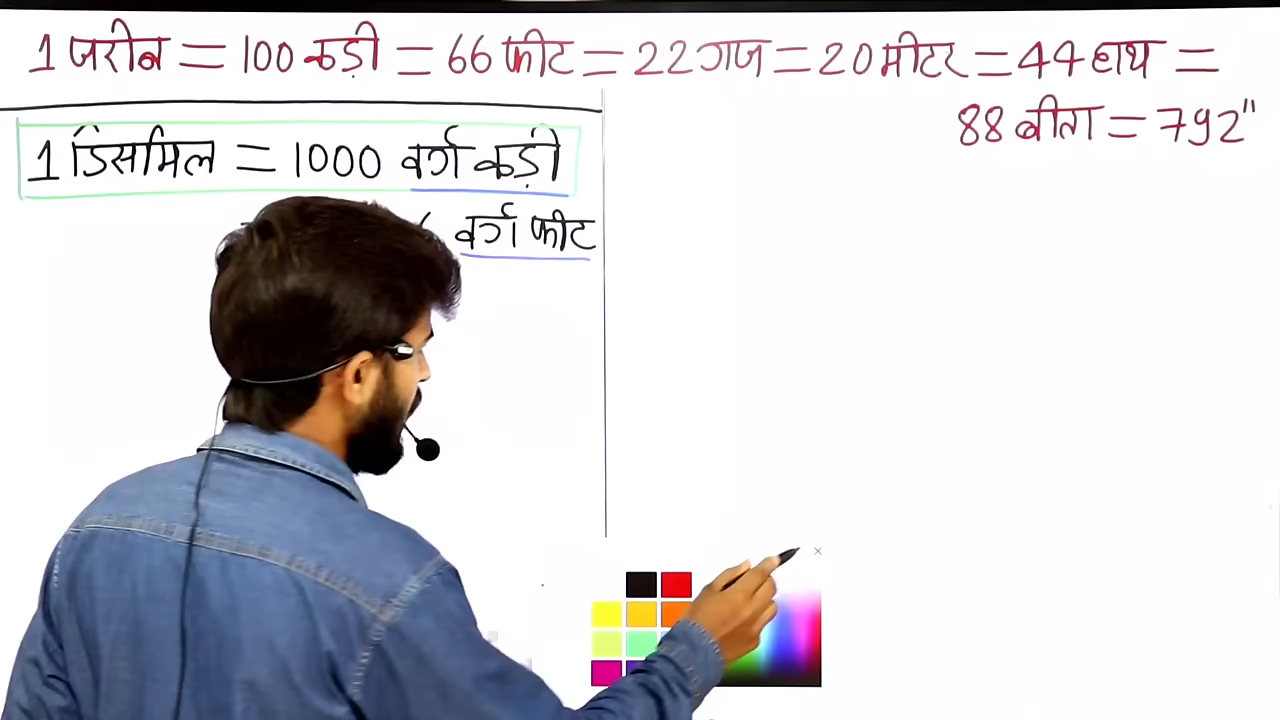 1 जरीब = 100 कड़ी = 66 फीट = 22 गज = 20 मीटर = 44 हाथ =
88 बीता = 792"
1 डिसमिल = 1000 वर्ग कड़ी
वर्ग फीट